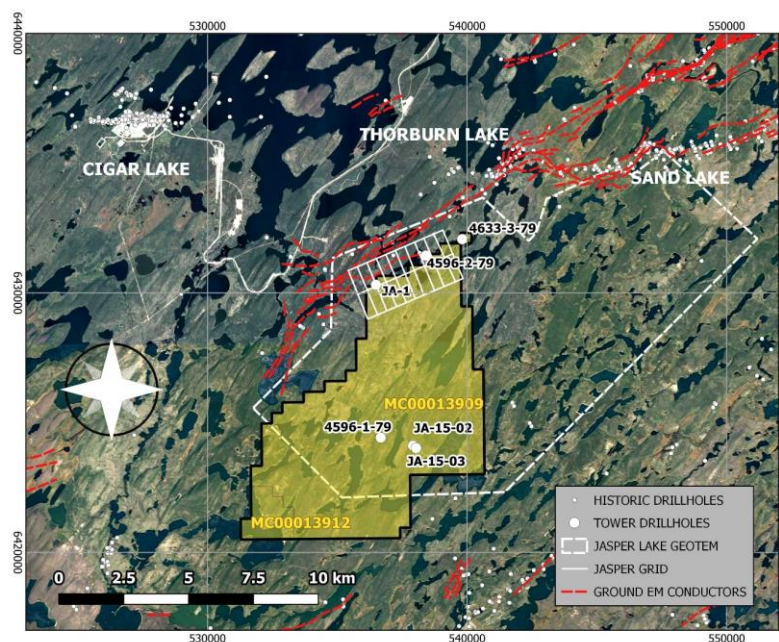 530000 540000 550000
6440000
THORBURN LAKE
CIGAR LAKE
SAND LAKE
4633-3-79
4596-2-79
6430000
JA-1
MC00013909
4596-1-79
JA-15-02
JA-15-03
MC00013912
HISTORIC DRILLHOLES
TOWER DRILLHOLES
JASPER LAKE GEOTEM
JASPER GRID
GROUND EM CONDUCTORS
6420000
0 2.5 5 7.5 10 km
530000 540000 550000